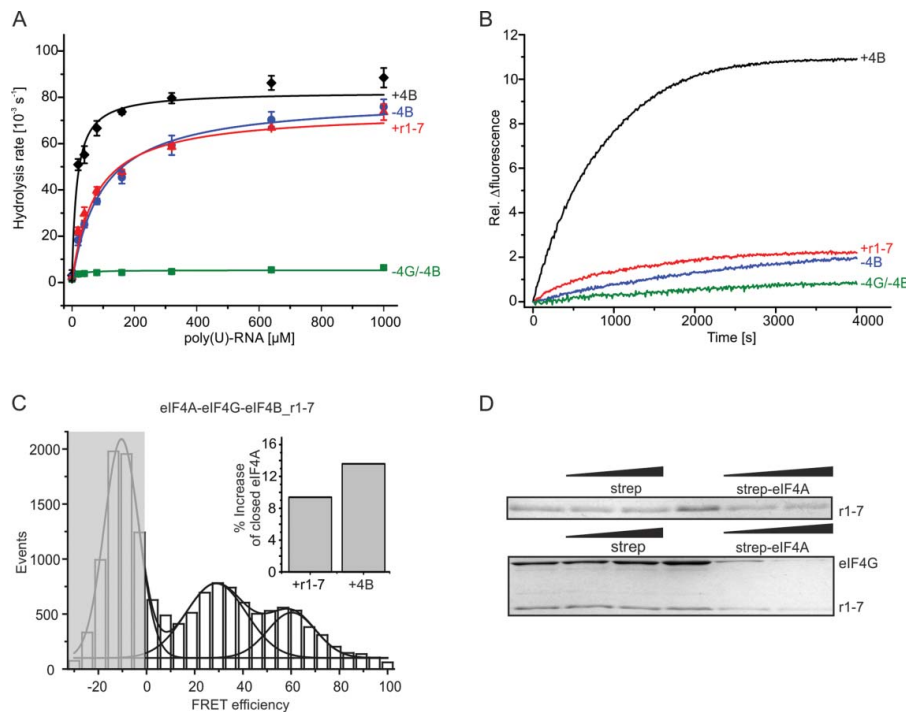 A
Hydrolysis rate [10⁻³ s⁻¹]
100
80
60
40
20
0
0 200 400 600 800 1000
poly(U)-RNA [µM]
+4B
-4B
+r1-7
-4G/-4B
B
Rel. Δfluorescence
12
10
8
6
4
2
0
0 1000 2000 3000 4000
Time [s]
+4B
+r1-7
-4B
-4G/-4B
C
eIF4A-eIF4G-eIF4B_r1-7
Events
2000
1500
1000
500
0
-20 0 20 40 60 80 100
FRET efficiency
% Increase
of closed eIF4A
16
12
8
4
0
+r1-7 +4B
D
strep strep-eIF4A
r1-7
strep strep-eIF4A
eIF4G
r1-7